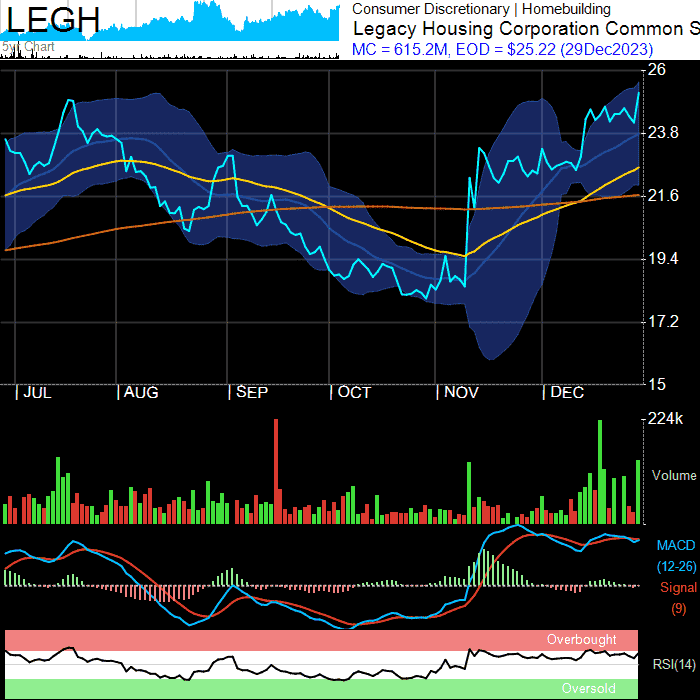 LEGH
5yr Chart
Consumer Discretionary | Homebuilding
Legacy Housing Corporation Common S
MC = 615.2M, EOD = $25.22 (29Dec2023)
26
23.8
21.6
19.4
17.2
15
JUL AUG SEP OCT NOV DEC
224k
Volume
MACD
(12-26)
Signal
(9)
Overbought
RSI(14)
Oversold